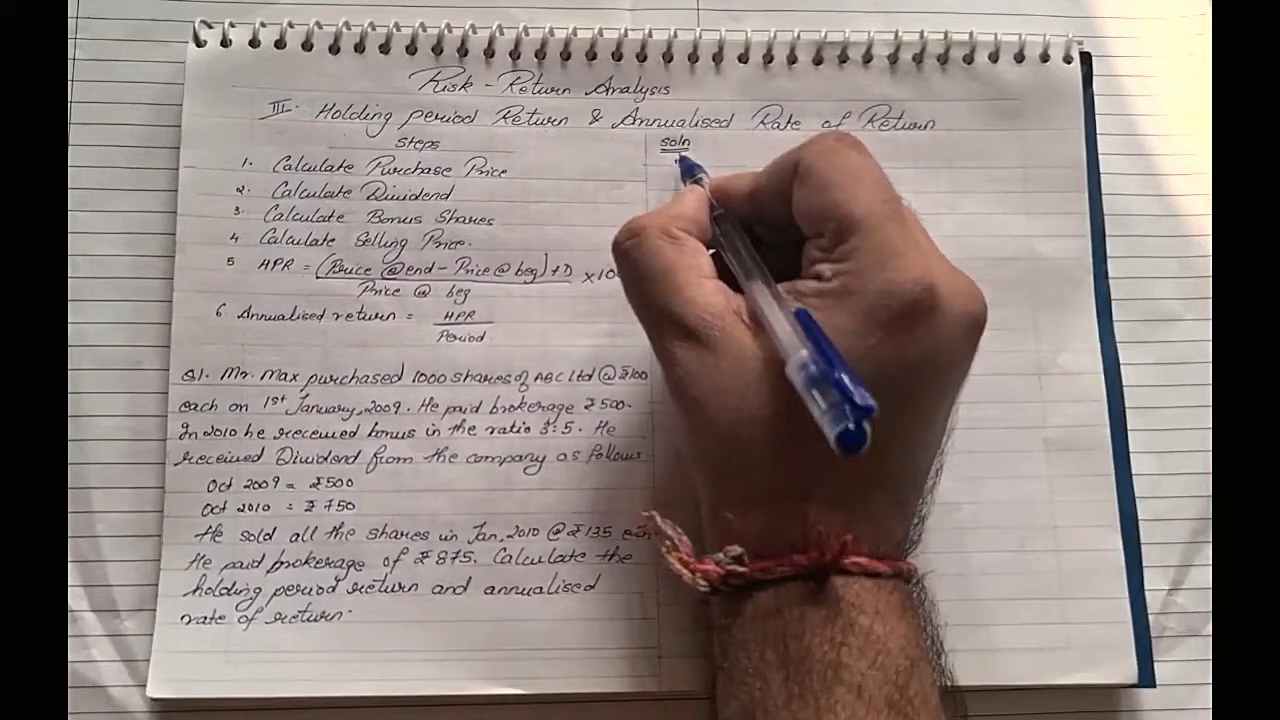 Risk - Return Analysis
III. Holding period Return & Annualised Rate of Return
Steps
1. Calculate Purchase Price
2. Calculate Dividend
3. Calculate Bonus Shares
4. Calculate Selling Price.
5 HPR = (Price @ end - Price @ beg) + D × 10
Price @ beg
6. Annualised return = HPR
Period
Q1. Mr. Max purchased 1000 shares of ABC Ltd @ ₹100
each on 1st January, 2009. He paid brokerage ₹500.
In 2010 he received bonus in the ratio 3:5. He
received Dividend from the company as follows
Oct 2009 = ₹500
Oct 2010 = ₹750
He sold all the shares in Jan, 2010 @ ₹135 each.
He paid brokerage of ₹875. Calculate the
holding period return and annualised
rate of return.
Soln